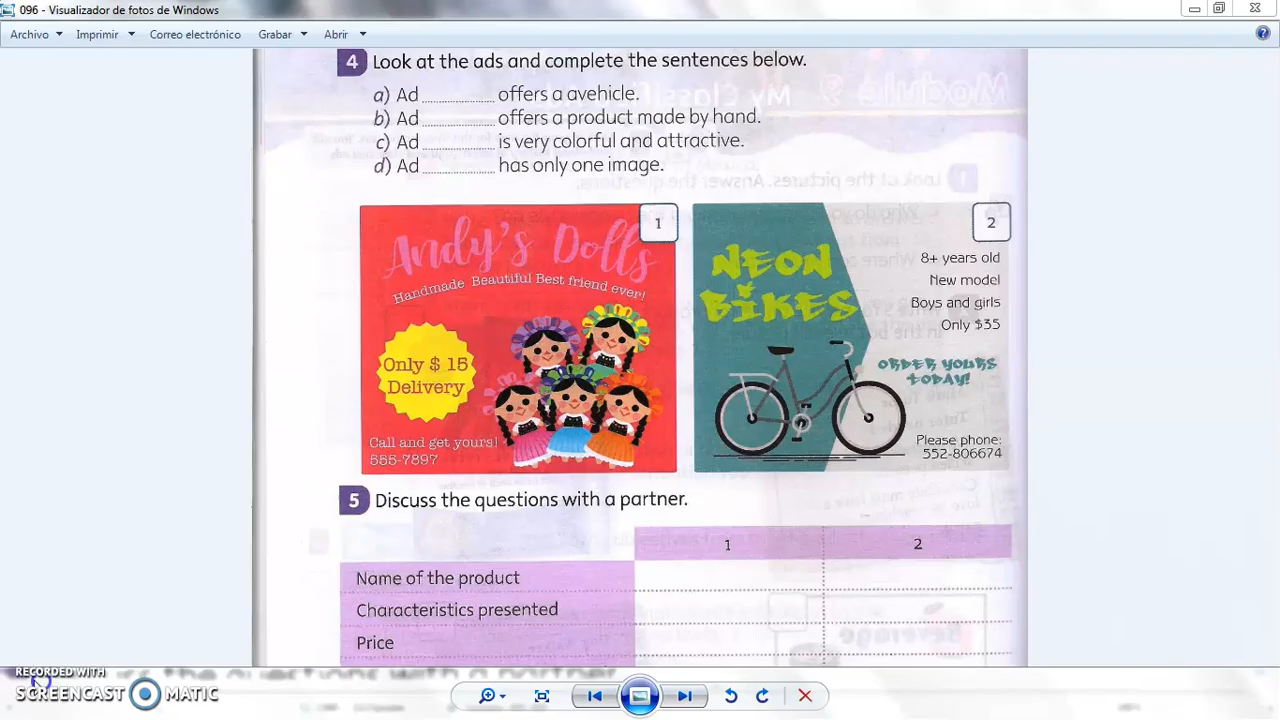 096 - Visualizador de fotos de Windows
Archivo Imprimir Correo electrónico Grabar Abrir
4 Look at the ads and complete the sentences below.
a) Ad ............... offers a avehicle.
b) Ad ............... offers a product made by hand.
c) Ad ............... is very colorful and attractive.
d) Ad ............... has only one image.
1
Andy's Dolls
Handmade Beautiful Best friend ever!
Only $ 15
Delivery
Call and get yours!
555-7897
2
NEON
BIKES
8+ years old
New model
Boys and girls
Only $35
ORDER YOURS
TODAY!
Please phone:
552-806674
5 Discuss the questions with a partner.
1 2
Name of the product
Characteristics presented
Price
RECORDED WITH
SCREENCAST MATIC